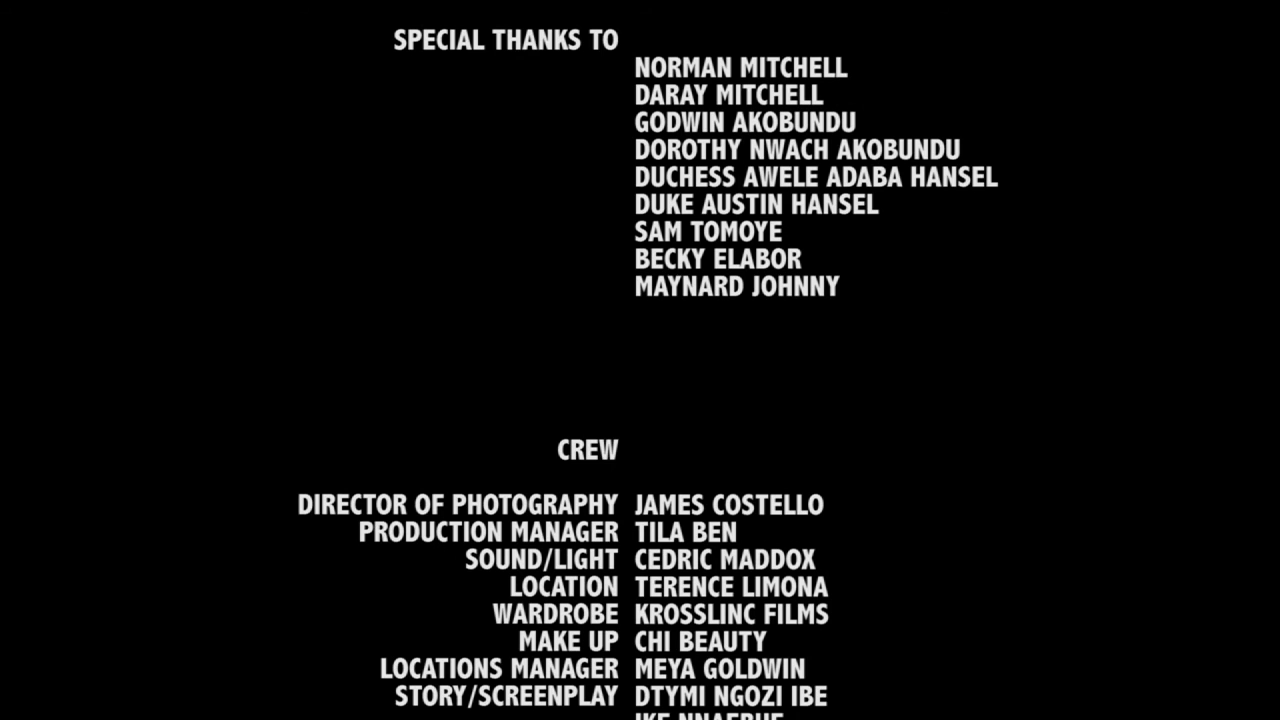 SPECIAL THANKS TO
NORMAN MITCHELL
DARAY MITCHELL
GODWIN AKOBUNDU
DOROTHY NWACH AKOBUNDU
DUCHESS AWELE ADABA HANSEL
DUKE AUSTIN HANSEL
SAM TOMOYE
BECKY ELABOR
MAYNARD JOHNNY
CREW
DIRECTOR OF PHOTOGRAPHY JAMES COSTELLO
PRODUCTION MANAGER TILA BEN
SOUND/LIGHT CEDRIC MADDOX
LOCATION TERENCE LIMONA
WARDROBE KROSSLINC FILMS
MAKE UP CHI BEAUTY
LOCATIONS MANAGER MEYA GOLDWIN
STORY/SCREENPLAY DTYMI NGOZI IBE
IKE